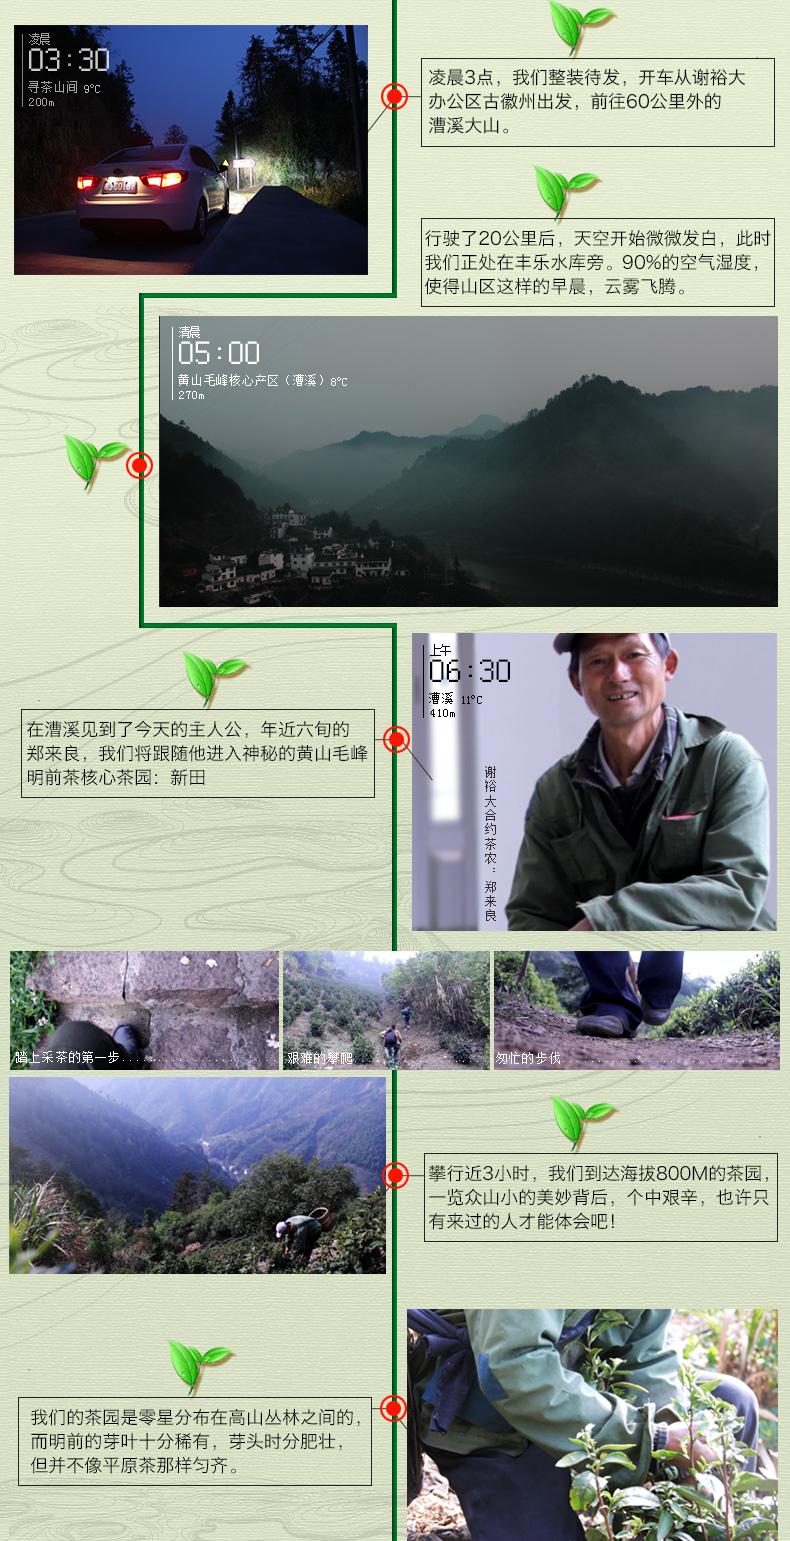 凌晨
03:30
寻茶山间 9℃
200m
凌晨3点，我们整装待发，开车从谢裕大
办公区古徽州出发，前往60公里外的
漕溪大山。
行驶了20公里后，天空开始微微发白，此时
我们正处在丰乐水库旁。90%的空气湿度，
使得山区这样的早晨，云雾飞腾。
清晨
05:00
黄山毛峰核心产区（漕溪）8℃
270m
上午
06:30
漕溪 11℃
410m
谢裕大合约茶农：郑来良
在漕溪见到了今天的主人公，年近六旬的
郑来良，我们将跟随他进入神秘的黄山毛峰
明前茶核心茶园：新田
踏上采茶的第一步......................
艰难的攀爬......................
匆忙的步伐..............................
攀行近3小时，我们到达海拔800M的茶园，
一览众山小的美妙背后，个中艰辛，也许只
有来过的人才能体会吧！
我们的茶园是零星分布在高山丛林之间的，
而明前的芽叶十分稀有，芽头时分肥壮，
但并不像平原茶那样匀齐。